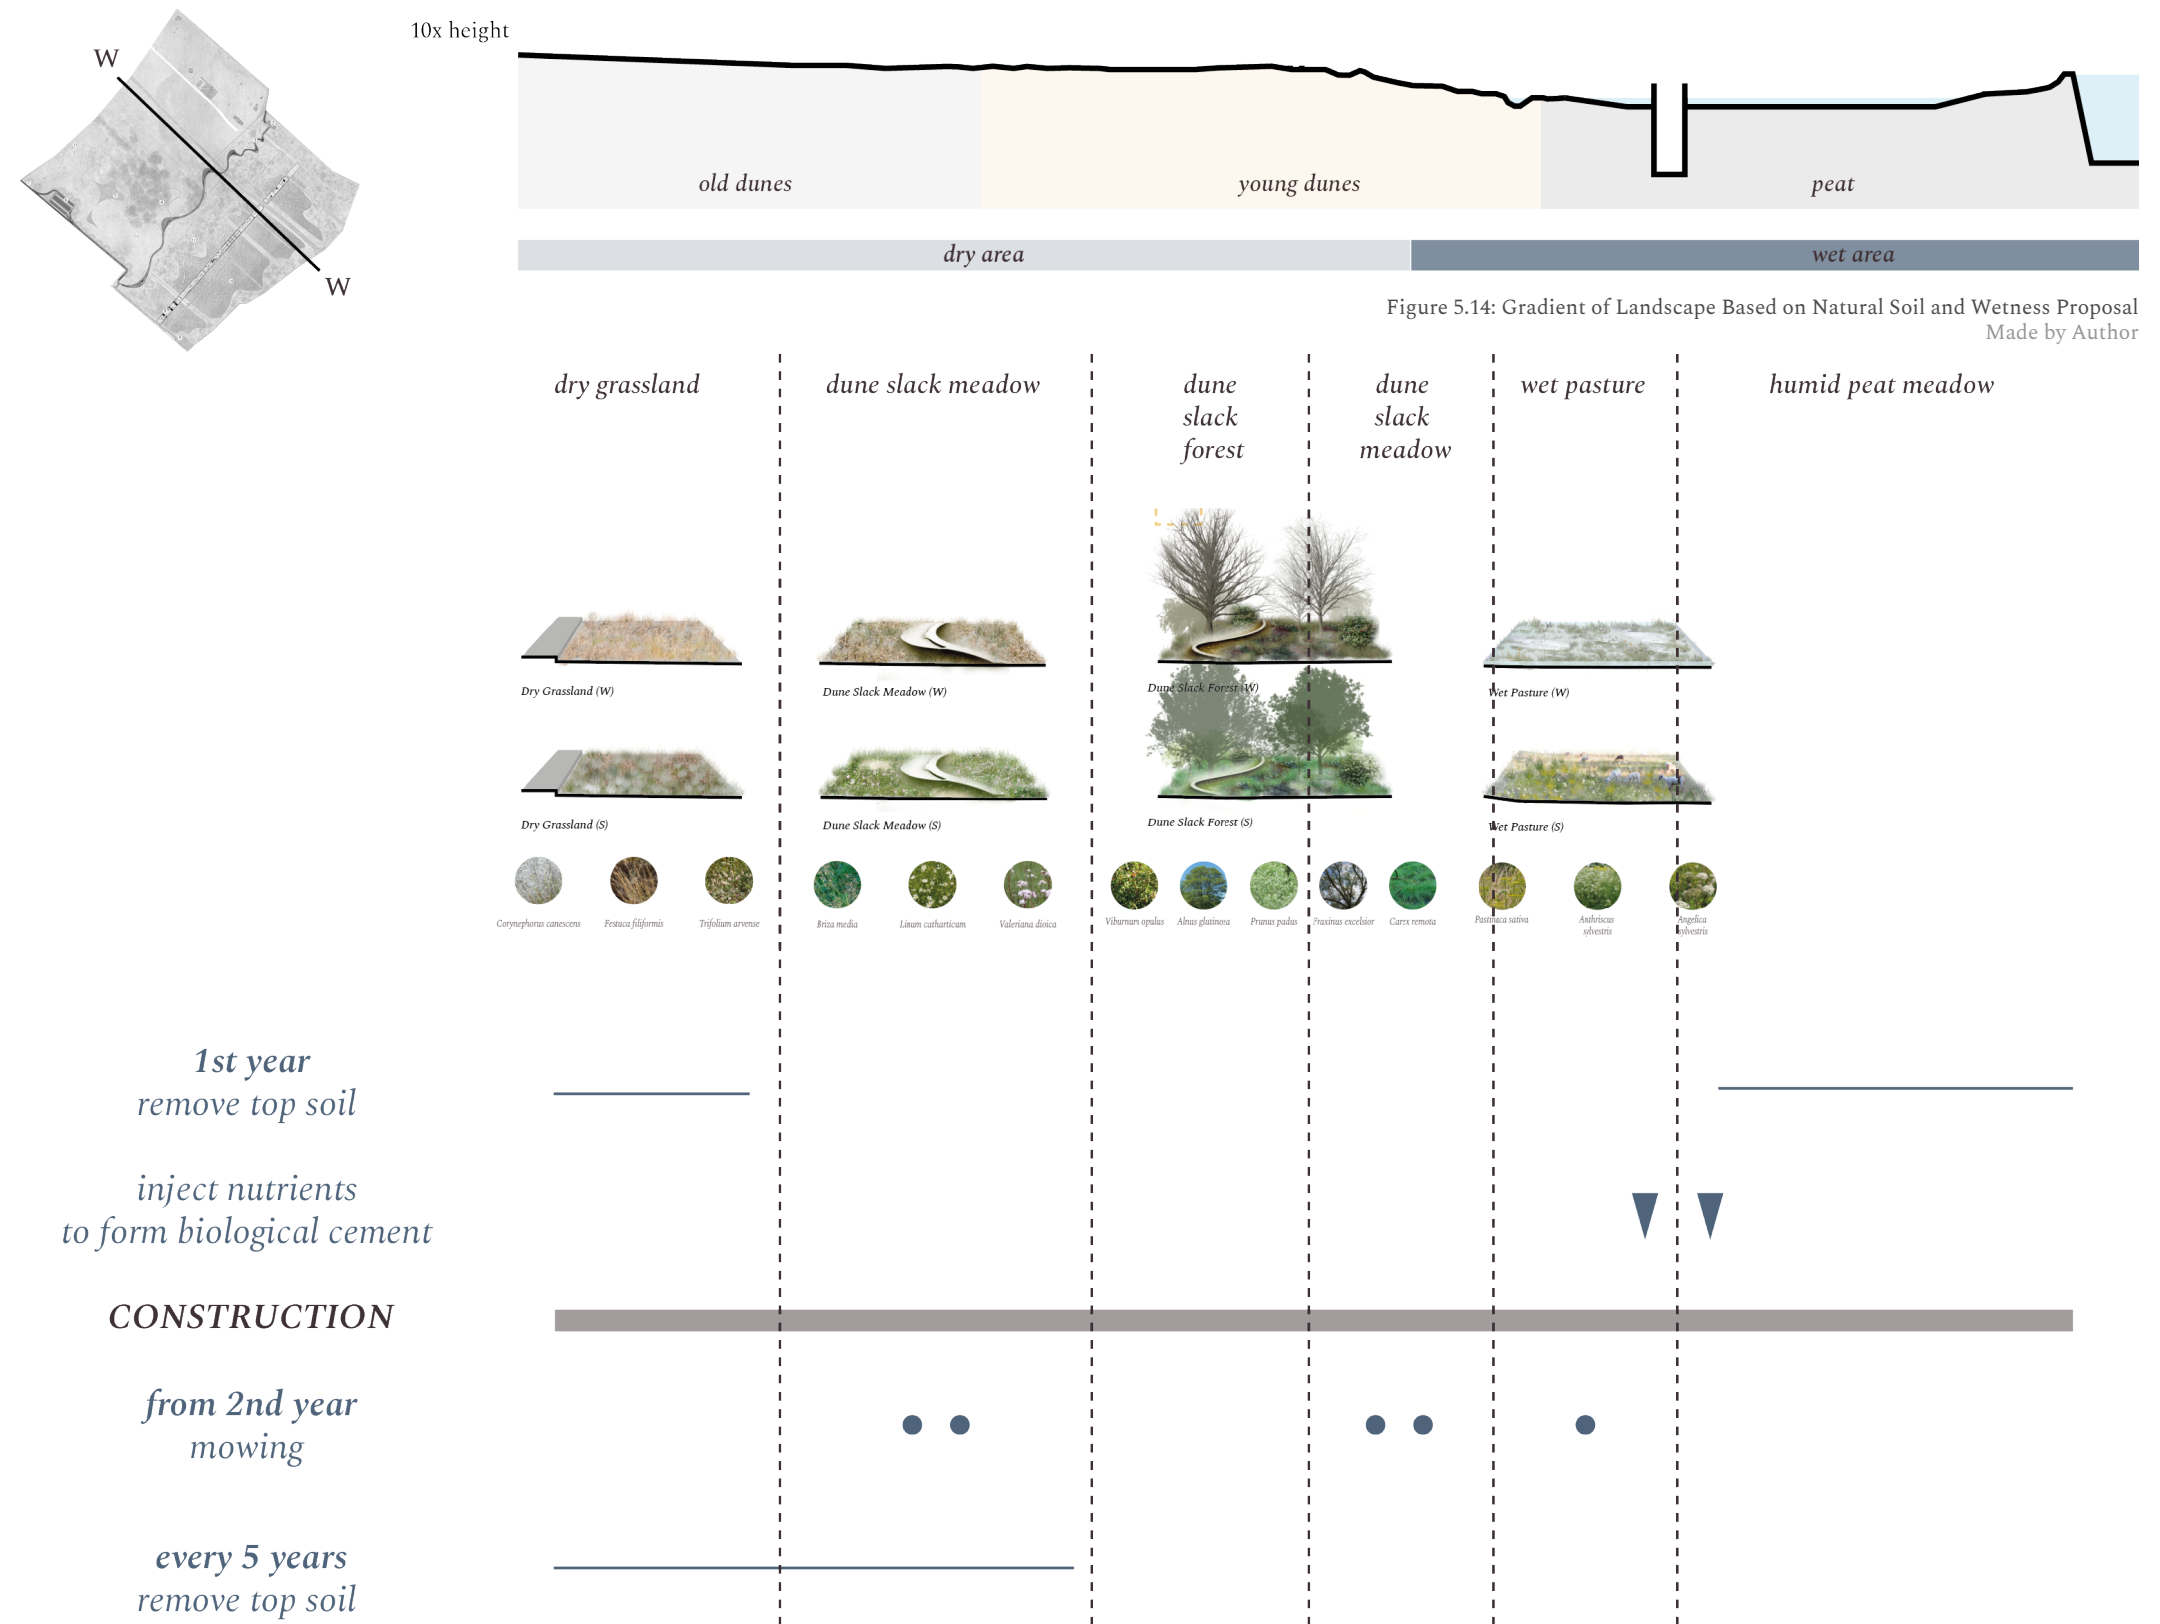 W
W
10x height
old dunes
young dunes
peat
dry area
wet area
Figure 5.14: Gradient of Landscape Based on Natural Soil and Wetness Proposal
Made by Author
dry grassland
dune slack meadow
dune
slack
forest
dune
slack
meadow
wet pasture
humid peat meadow
Dry Grassland (W)
Dune Slack Meadow (W)
Dune Slack Forest (W)
Wet Pasture (W)
Dry Grassland (S)
Dune Slack Meadow (S)
Dune Slack Forest (S)
Wet Pasture (S)
Corynephorus canescens
Festuca filiformis
Trifolium arvense
Briza media
Linum catharticum
Valeriana dioica
Viburnum opulus
Alnus glutinosa
Prunus padus
Fraxinus excelsior
Carex remota
Pastinaca sativa
Anthriscus
sylvestris
Angelica
sylvestris
1st year
remove top soil
inject nutrients
to form biological cement
CONSTRUCTION
from 2nd year
mowing
every 5 years
remove top soil